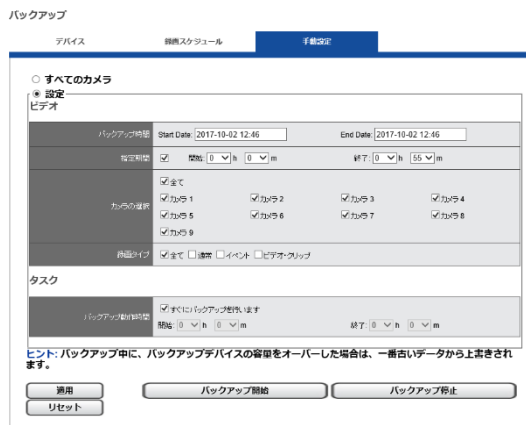 バックアップ
デバイス 録画スケジュール 手動設定
すべてのカメラ
設定
ビデオ
バックアップ時間 Start Date: 2017-10-02 12:46 End Date: 2017-10-02 12:46
指定期間 開始: 0 h 0 m 終了: 0 h 55 m
カメラの選択
全て
カメラ 1 カメラ 2 カメラ 3 カメラ 4
カメラ 5 カメラ 6 カメラ 7 カメラ 8
カメラ 9
録画タイプ 全て 通常 イベント ビデオ・クリップ
タスク
バックアップ動作時間
すぐにバックアップを行います
開始: 0 h 0 m 終了: 0 h 0 m
ヒント: バックアップ中に、バックアップデバイスの容量をオーバーした場合は、一番古いデータから上書きされ
ます。
適用 バックアップ開始 バックアップ停止
リセット